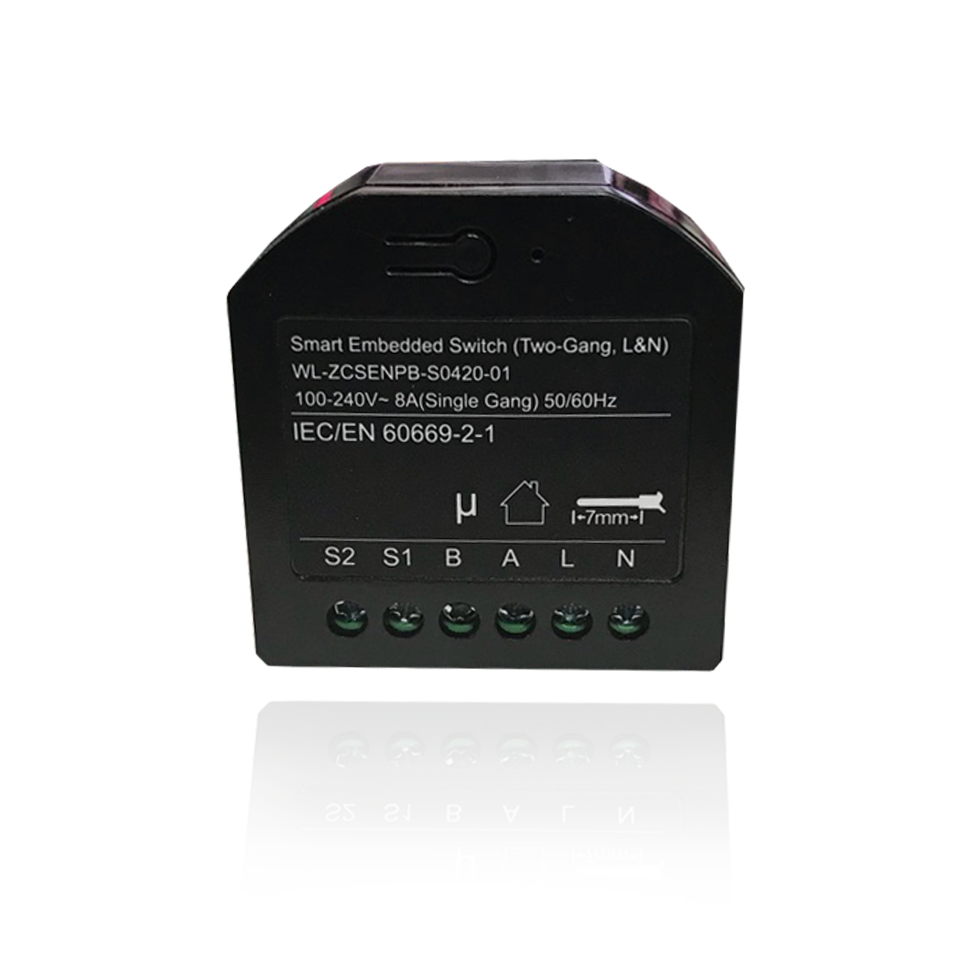 Smart Embedded Switch (Two-Gang, L&N)
WL-ZCSENPB-S0420-01
100-240V~ 8A(Single Gang) 50/60Hz
IEC/EN 60669-2-1
μ 7mm
S2 S1 B A L N